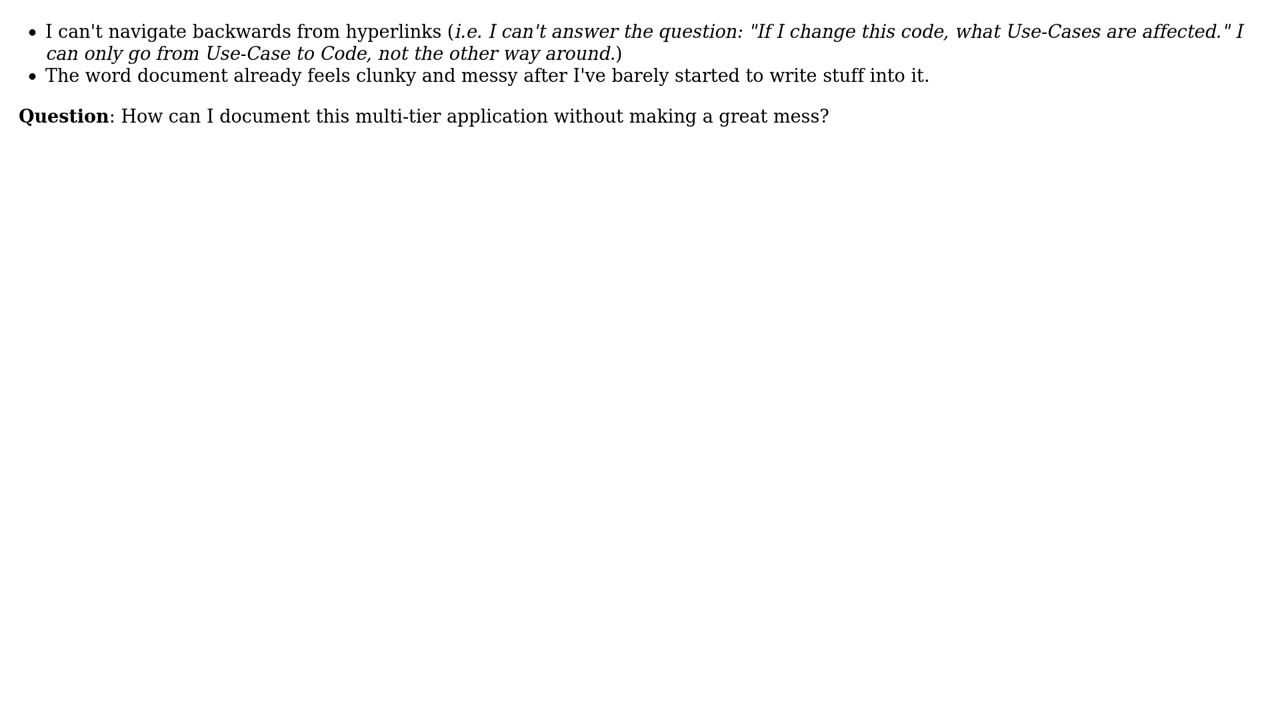 • I can't navigate backwards from hyperlinks (i.e. I can't answer the question: "If I change this code, what Use-Cases are affected." I
can only go from Use-Case to Code, not the other way around.)
• The word document already feels clunky and messy after I've barely started to write stuff into it.
Question: How can I document this multi-tier application without making a great mess?